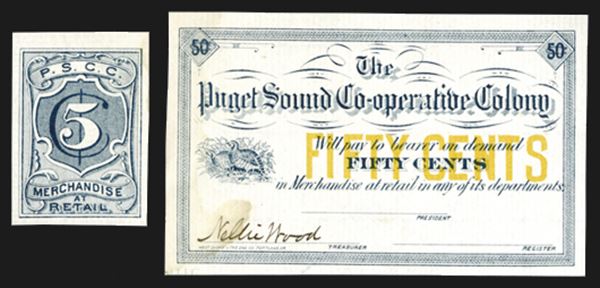 P. S. C. C.
5
MERCHANDISE
AT
RETAIL
50
50
The
Puget Sound Co-operative Colony
Will pay to bearer on demand
FIFTY CENTS
FIFTY CENTS
in Merchandise at retail in any of its departments.
PRESIDENT
Nellie Wood
TREASURER
REGISTER